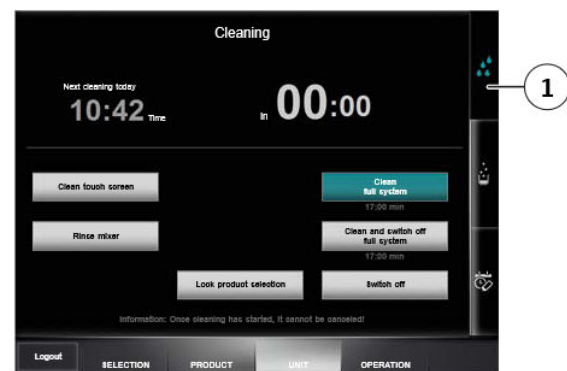 Cleaning
Next cleaning today
10:42 Time
in 00:00
1
Clean touch screen
Clean
full system
17:00 min
Rinse mixer
Clean and switch off
full system
17:00 min
Lock product selection
Switch off
Information: Once cleaning has started, it cannot be canceled!
Logout
SELECTION
PRODUCT
UNIT
OPERATION